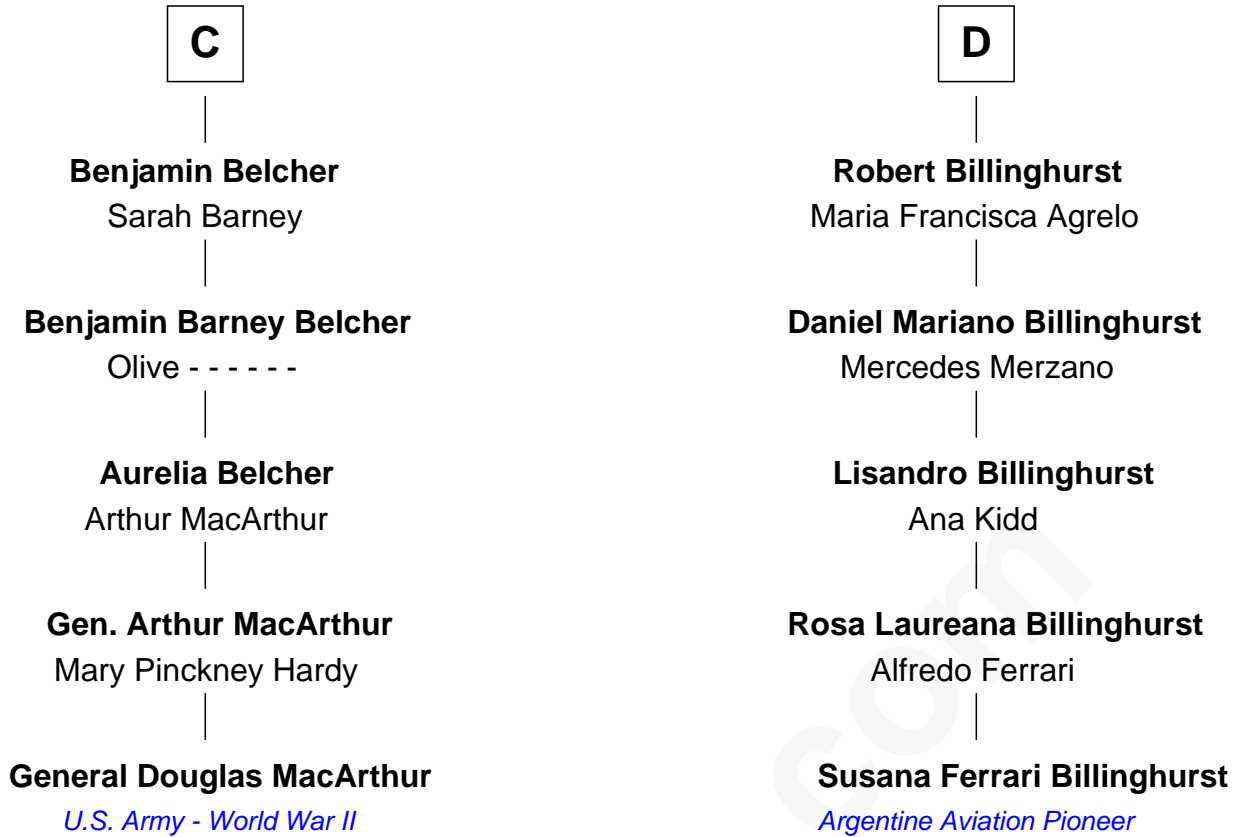 C
Benjamin Belcher
Sarah Barney
Benjamin Barney Belcher
Olive - - - - - -
Aurelia Belcher
Arthur MacArthur
Gen. Arthur MacArthur
Mary Pinckney Hardy
General Douglas MacArthur
U.S. Army - World War II
D
Robert Billinghurst
Maria Francisca Agrelo
Daniel Mariano Billinghurst
Mercedes Merzano
Lisandro Billinghurst
Ana Kidd
Rosa Laureana Billinghurst
Alfredo Ferrari
Susana Ferrari Billinghurst
Argentine Aviation Pioneer
com